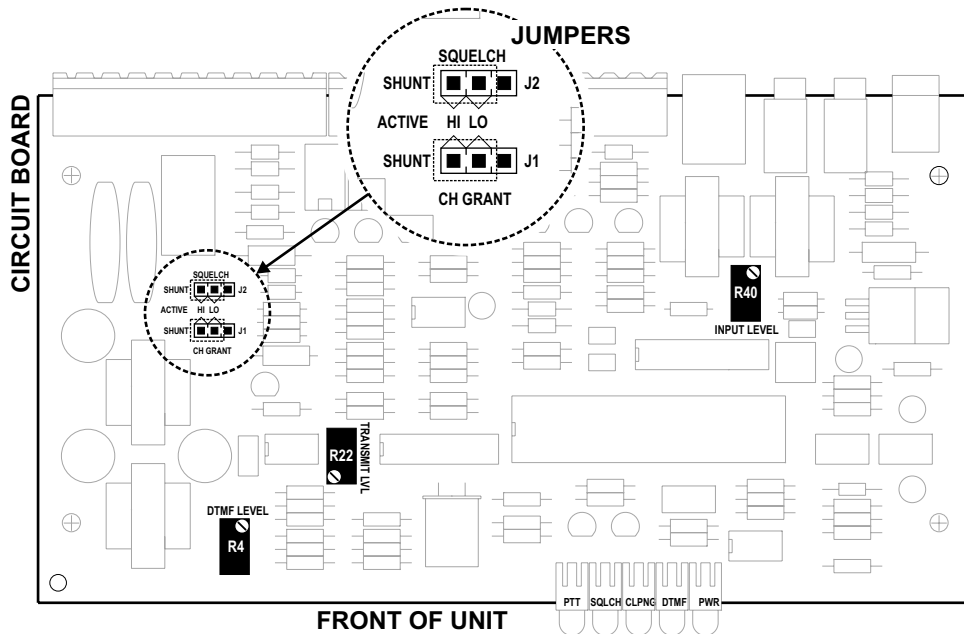 JUMPERS
SQUELCH
SHUNT J2
ACTIVE HI LO
SHUNT J1
CH GRANT
CIRCUIT BOARD
SQUELCH
SHUNT J2
ACTIVE HI LO
SHUNT J1
CH GRANT
R40
INPUT LEVEL
R22
TRANSMIT LVL
DTMF LEVEL
R4
PTT SQLCH CLPNG DTMF PWR
FRONT OF UNIT